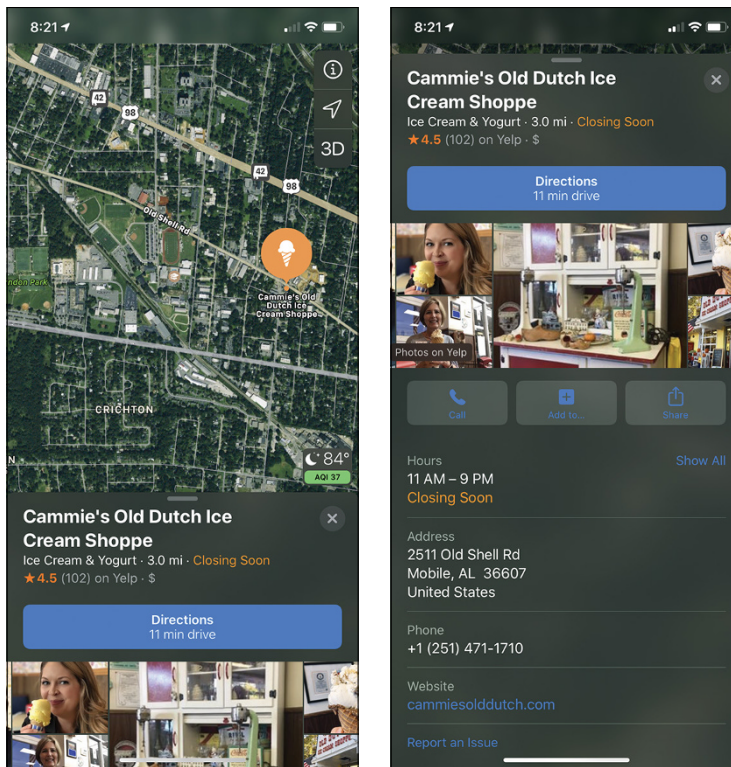 8:21
42
98
3D
42
98
Old Shell Rd
Cammie's Old
Dutch Ice
Cream Shoppe
ndon Park
CRICHTON
N
84°
AQI 37
Cammie's Old Dutch Ice
Cream Shoppe
Ice Cream & Yogurt · 3.0 mi · Closing Soon
★4.5 (102) on Yelp · $
Directions
11 min drive
8:21
Cammie's Old Dutch Ice
Cream Shoppe
Ice Cream & Yogurt · 3.0 mi · Closing Soon
★4.5 (102) on Yelp · $
Directions
11 min drive
Photos on Yelp
Call
Add to...
Share
Hours
Show All
11 AM – 9 PM
Closing Soon
Address
2511 Old Shell Rd
Mobile, AL 36607
United States
Phone
+1 (251) 471-1710
Website
cammiesolddutch.com
Report an Issue